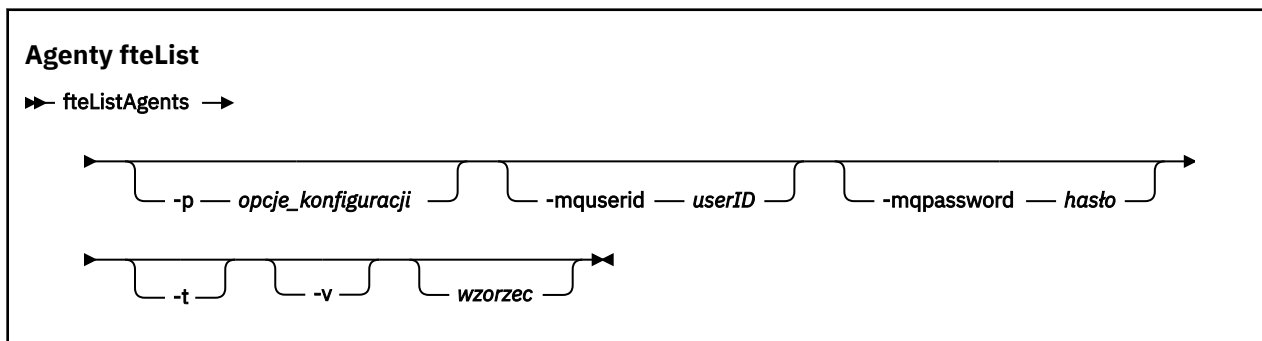 Agenty fteList
fteListAgents
-p opcje_konfiguracji -mquserid userID -mqpassword hasło
-t -v wzorzec